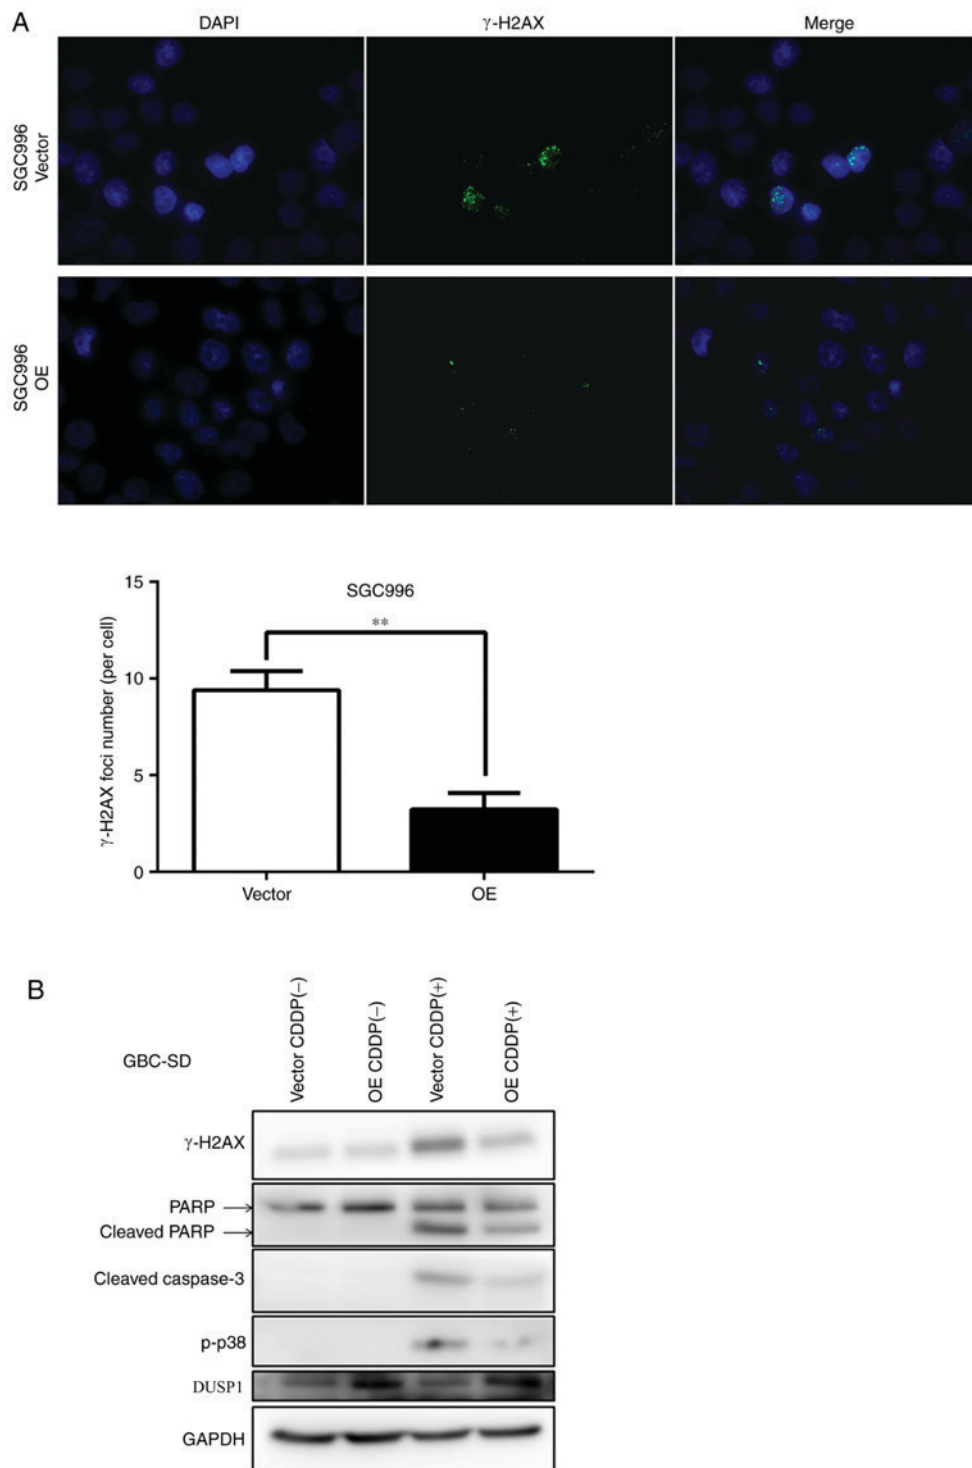 A
DAPI
γ-H2AX
Merge
SGC996
Vector
SGC996
OE
15
10
5
0
γ-H2AX foci number (per cell)
SGC996
**
Vector
OE
B
GBC-SD
Vector CDDP(−)
OE CDDP(−)
Vector CDDP(+)
OE CDDP(+)
γ-H2AX
PARP
Cleaved PARP
Cleaved caspase-3
p-p38
DUSP1
GAPDH